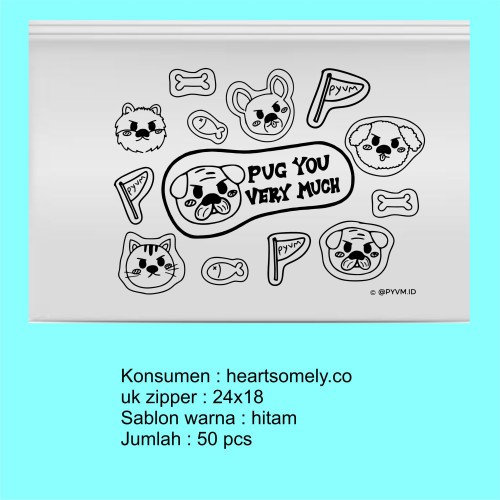 PYVM
PUG YOU
VERY MUCH
PYVM
© @PYVM.ID
Konsumen : heartsomely.co
uk zipper : 24x18
Sablon warna : hitam
Jumlah : 50 pcs